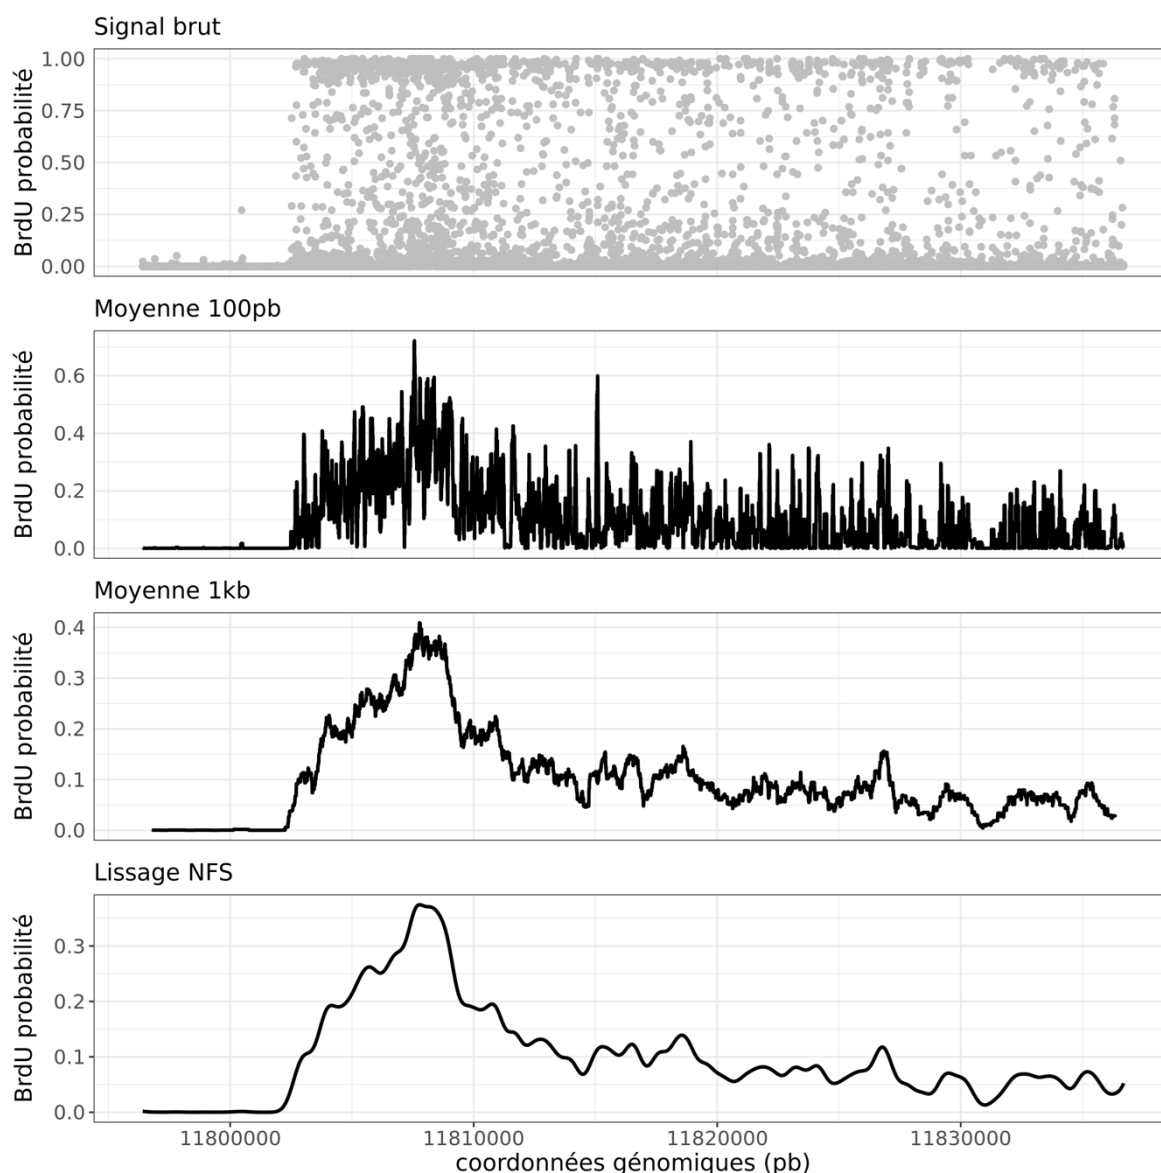 Signal brut
BrdU probabilité
1.00
0.75
0.50
0.25
0.00
Moyenne 100pb
BrdU probabilité
0.6
0.4
0.2
0.0
Moyenne 1kb
BrdU probabilité
0.4
0.3
0.2
0.1
0.0
Lissage NFS
BrdU probabilité
0.3
0.2
0.1
0.0
11800000 11810000 11820000 11830000
coordonnées génomiques (pb)